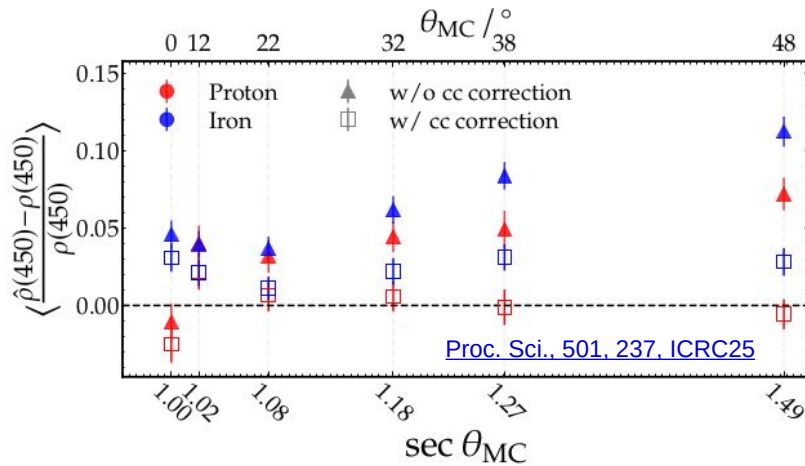 θ_MC / °
0 12 22 32 38 48
0.15
0.10
0.05
0.00
Proton
Iron
w/o cc correction
w/ cc correction
⟨ (ρ̂(450) − ρ(450)) / ρ(450) ⟩
Proc. Sci., 501, 237, ICRC25
1.00 1.02 1.08 1.18 1.27 1.49
sec θ_MC